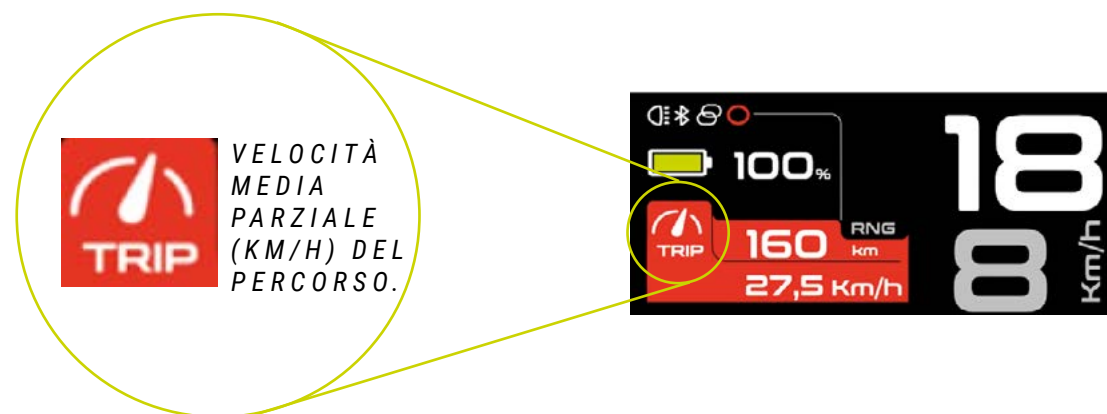 TRIP
VELOCITÀ
MEDIA
PARZIALE
(KM/H) DEL
PERCORSO.
100%
TRIP
160 RNG km
27,5 Km/h
18
8 Km/h